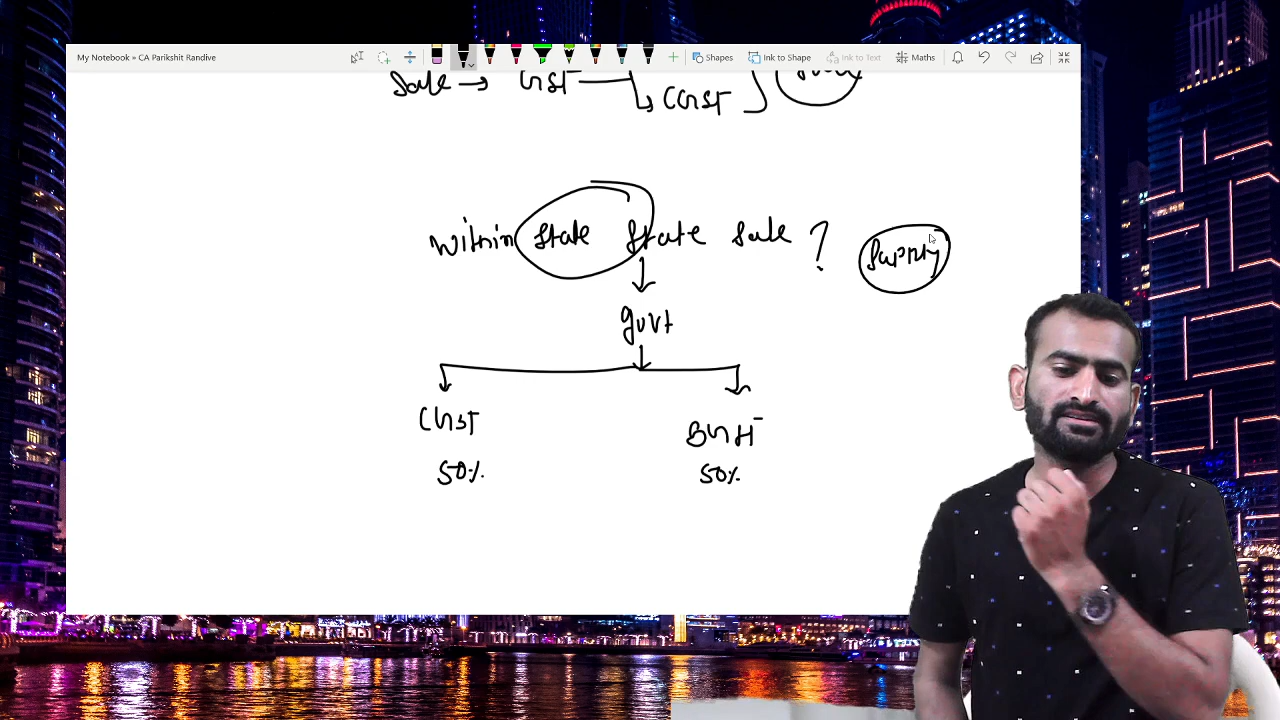 My Notebook » CA Parikshit Randive
Shapes Ink to Shape Ink to Text Maths
Sale → GST
CGST
Within State State Sale ? Supply
govt
CGST SGST
50% 50%